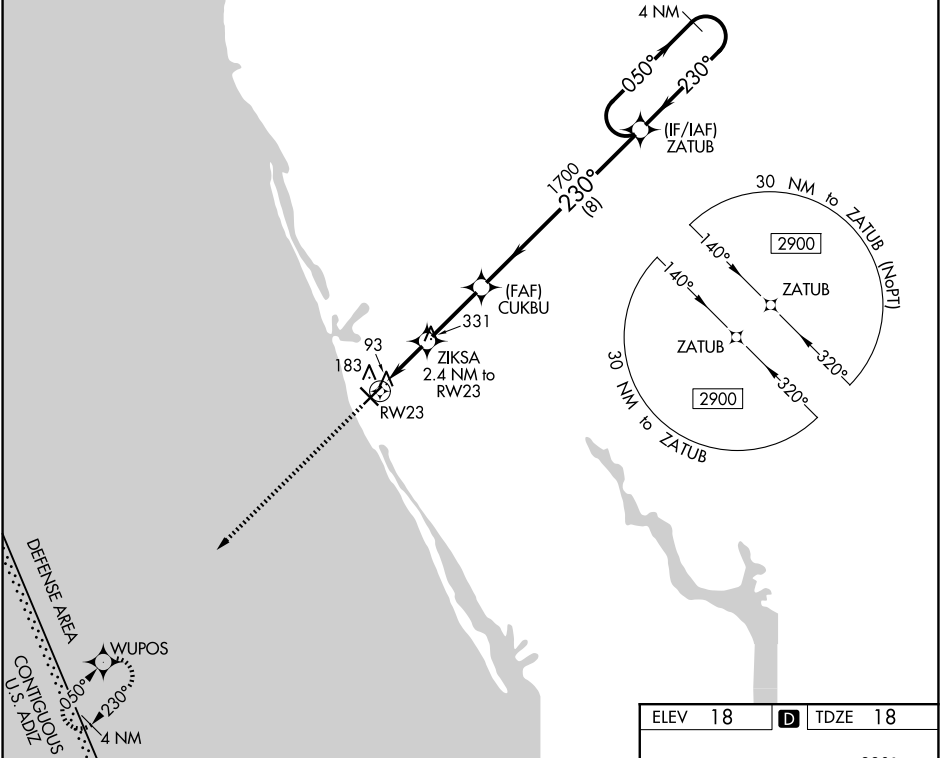 4 NM
050°
230°
(IF/IAF)
ZATUB
1700
230°
(8)
30 NM to ZATUB (NoPT)
2900
140°
ZATUB
320°
140°
ZATUB
320°
2900
30 NM to ZATUB
(FAF)
CUKBU
331
ZIKSA
2.4 NM to
RW23
93
183
RW23
DEFENSE AREA
CONTIGUOUS
U.S. ADIZ
WUPOS
050°
230°
4 NM
ELEV 18
D
TDZE 18